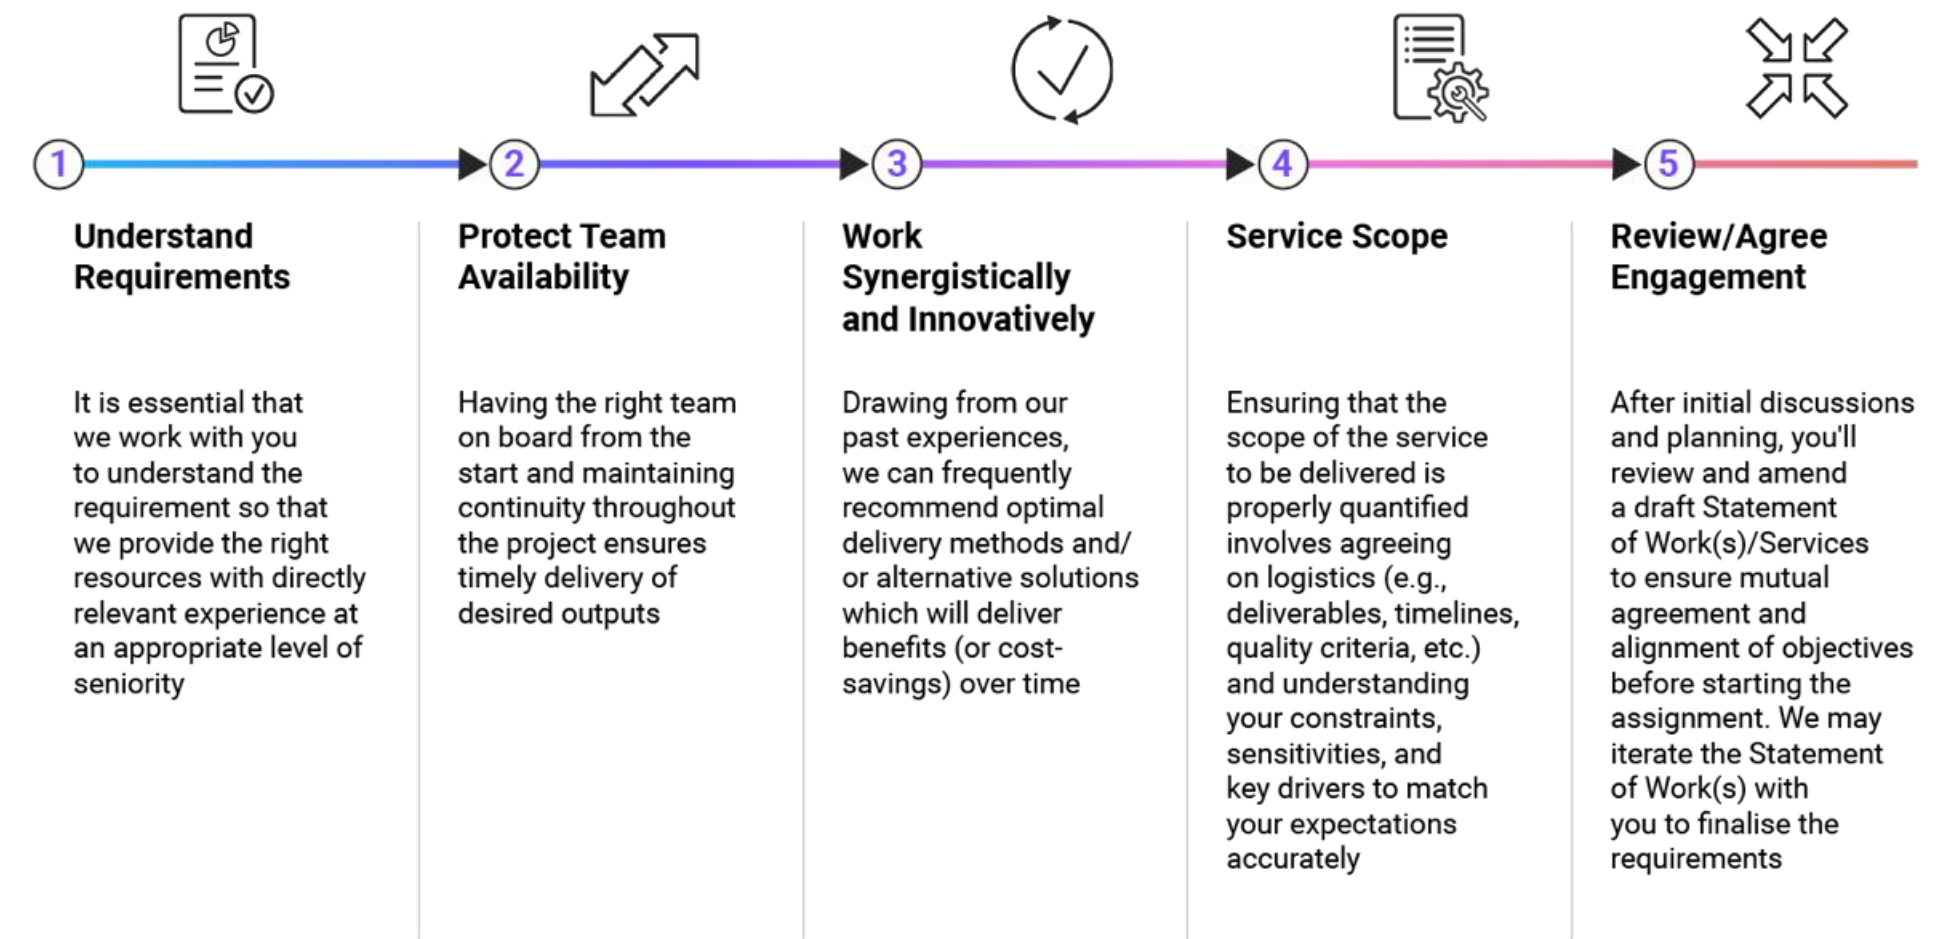 1
2
3
4
5
Understand
Requirements
It is essential that
we work with you
to understand the
requirement so that
we provide the right
resources with directly
relevant experience at
an appropriate level of
seniority
Protect Team
Availability
Having the right team
on board from the
start and maintaining
continuity throughout
the project ensures
timely delivery of
desired outputs
Work
Synergistically
and Innovatively
Drawing from our
past experiences,
we can frequently
recommend optimal
delivery methods and/
or alternative solutions
which will deliver
benefits (or cost-
savings) over time
Service Scope
Ensuring that the
scope of the service
to be delivered is
properly quantified
involves agreeing
on logistics (e.g.,
deliverables, timelines,
quality criteria, etc.)
and understanding
your constraints,
sensitivities, and
key drivers to match
your expectations
accurately
Review/Agree
Engagement
After initial discussions
and planning, you'll
review and amend
a draft Statement
of Work(s)/Services
to ensure mutual
agreement and
alignment of objectives
before starting the
assignment. We may
iterate the Statement
of Work(s) with
you to finalise the
requirements